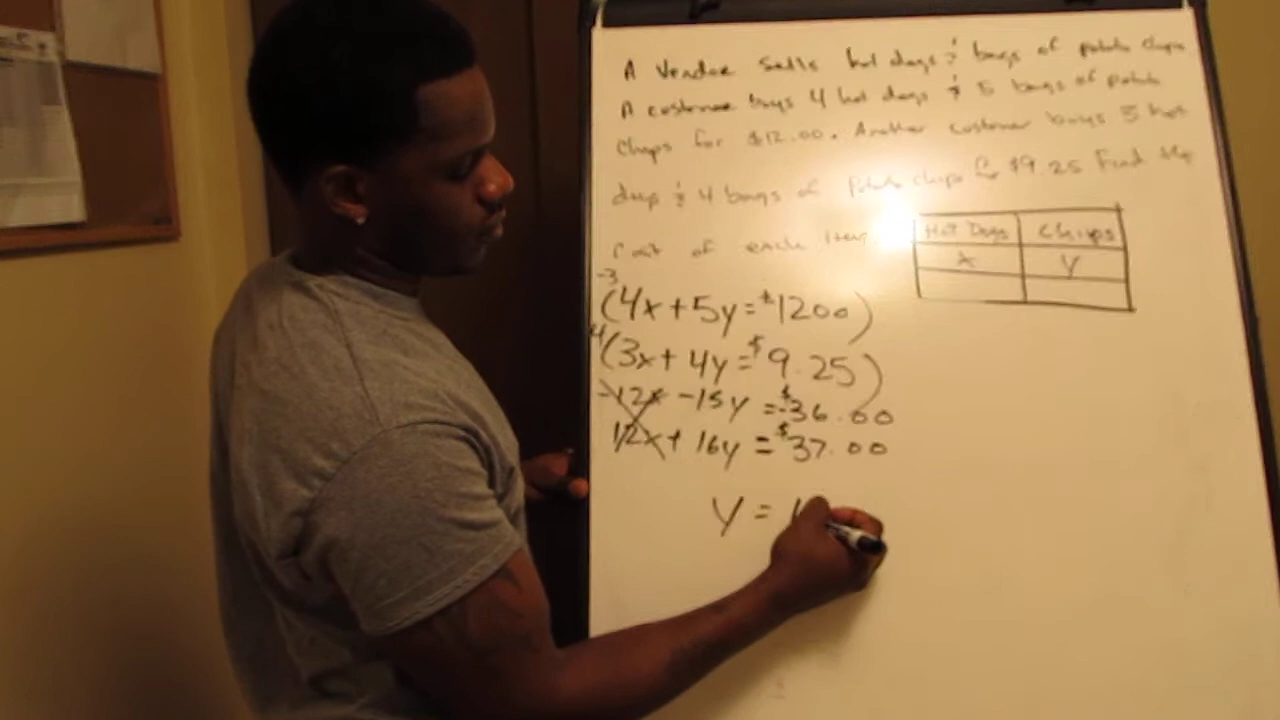 A Vendor Sells hot dogs & bags of potato chips
A customer buys 4 hot dogs & 5 bags of potato
chips for $12.00. Another customer buys 3 hot
dogs & 4 bags of Potato chips for $9.25 Find the
Cost of each Item
Hot Dogs Chips
X Y
-3
(4x+5y=$1200)
4(3x+4y=$9.25)
-12x -15y =$-36.00
12x+ 16y = $37.00
y = 1